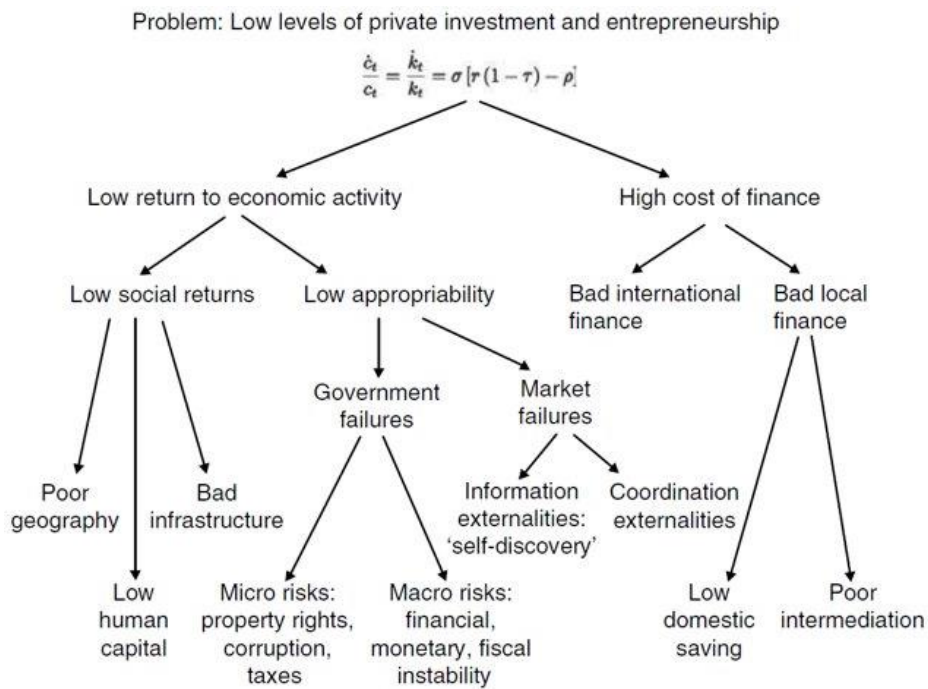 Problem: Low levels of private investment and entrepreneurship
ċₜ/cₜ = k̇ₜ/kₜ = σ [r (1 − τ) − ρ]
Low return to economic activity
High cost of finance
Low social returns
Low appropriability
Bad international
finance
Bad local
finance
Government
failures
Market
failures
Poor
geography
Bad
infrastructure
Information
externalities:
‘self-discovery’
Coordination
externalities
Low
human
capital
Micro risks:
property rights,
corruption,
taxes
Macro risks:
financial,
monetary, fiscal
instability
Low
domestic
saving
Poor
intermediation